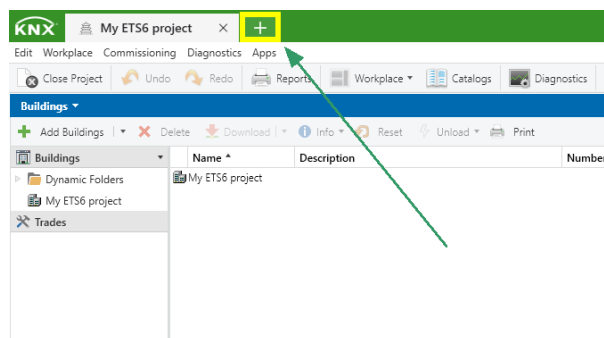 KNX My ETS6 project × +
Edit Workplace Commissioning Diagnostics Apps
Close Project Undo Redo Reports Workplace Catalogs Diagnostics
Buildings
Add Buildings Delete Download Info Reset Unload Print
Buildings Name Description Number
Dynamic Folders My ETS6 project
My ETS6 project
Trades